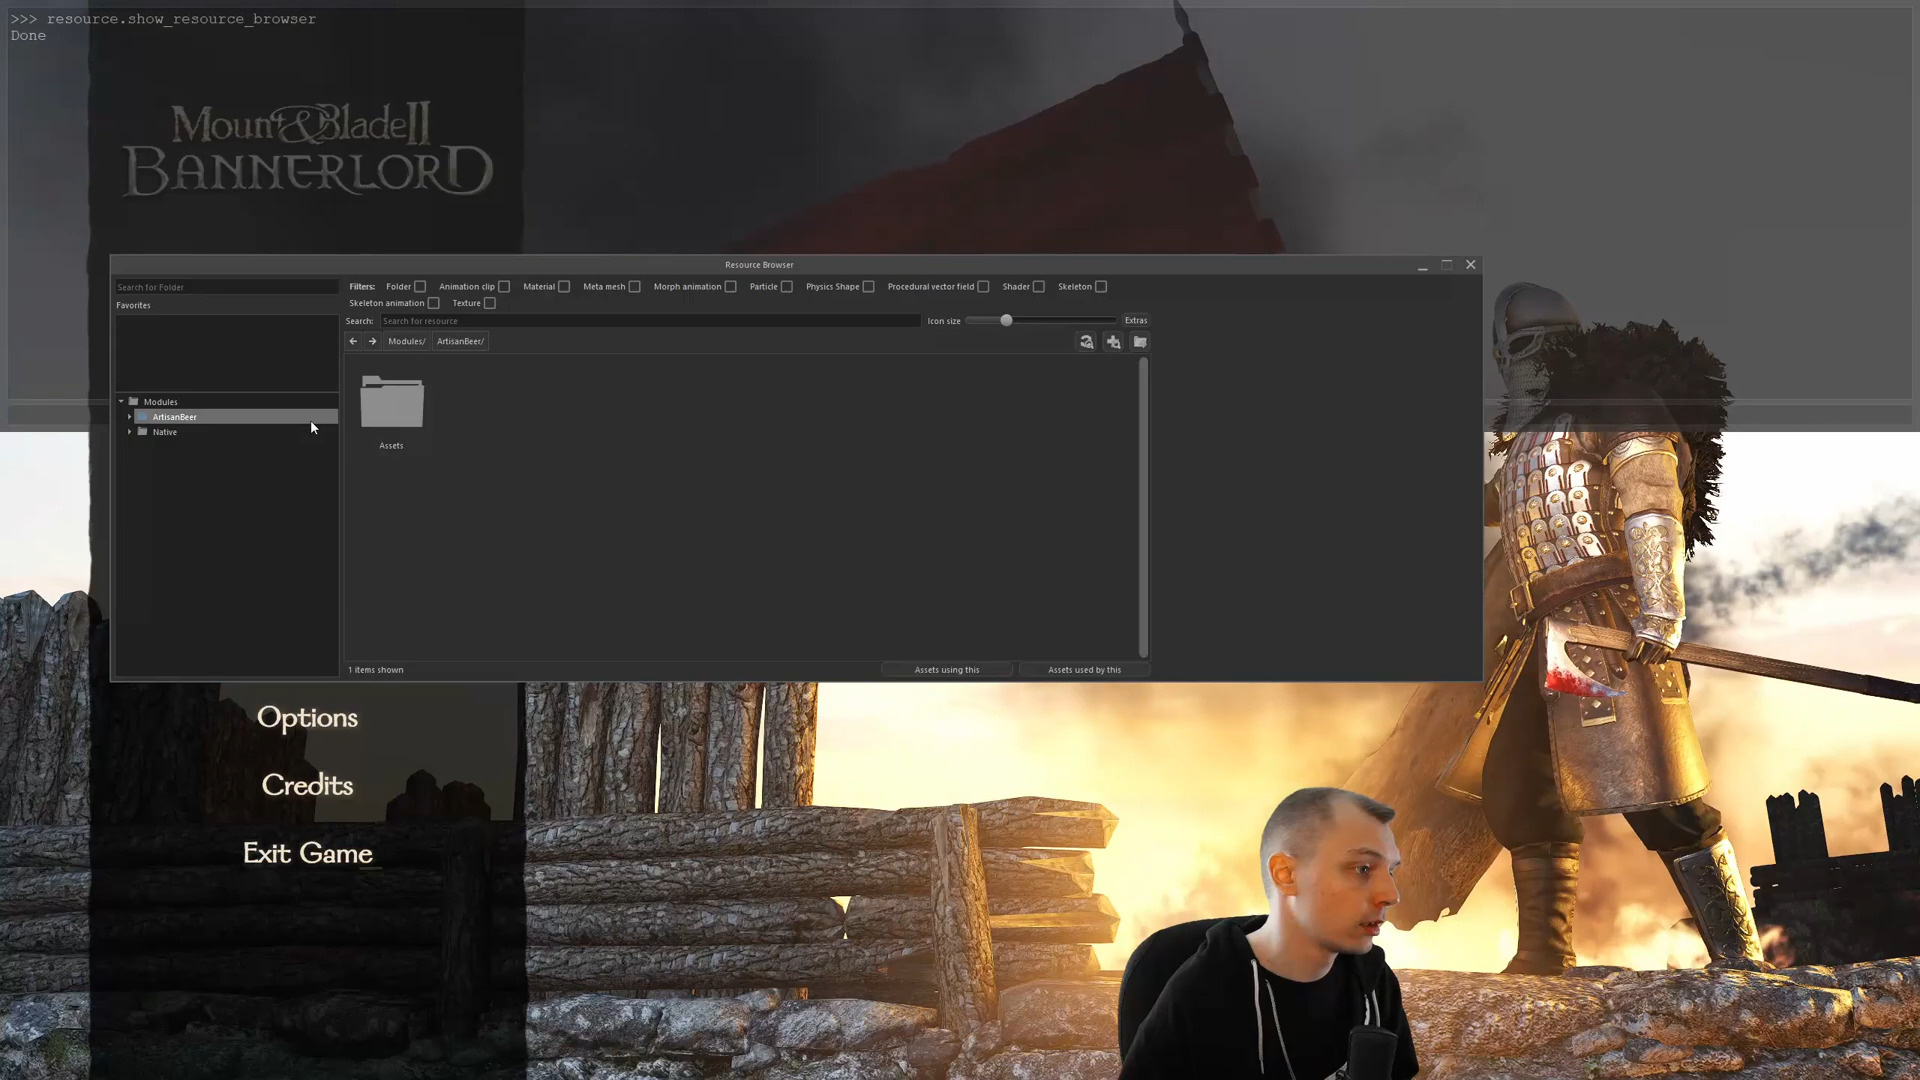 >>> resource.show_resource_browser
Done
Mount & Blade II
BANNERLORD
Resource Browser
Search for Folder
Filters: Folder Animation clip Material Meta mesh Morph animation Particle Physics Shape Procedural vector field Shader Skeleton
Favorites
Skeleton animation Texture
Search: Search for resource Icon size Extras
Modules/ ArtisanBeer/
Modules
ArtisanBeer
Native
Assets
1 items shown
Assets using this
Assets used by this
Options
Credits
Exit Game